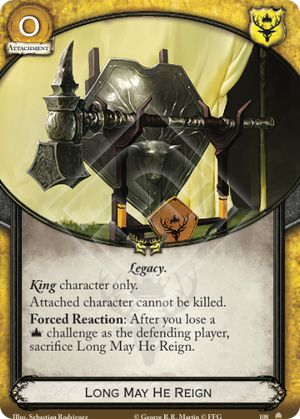 0
ATTACHMENT
Legacy.
King character only.
Attached character cannot be killed.
Forced Reaction: After you lose a
challenge as the defending player,
sacrifice Long May He Reign.
LONG MAY HE REIGN
Illus. Sebastian Rodriguez © George R.R. Martin © FFG 108